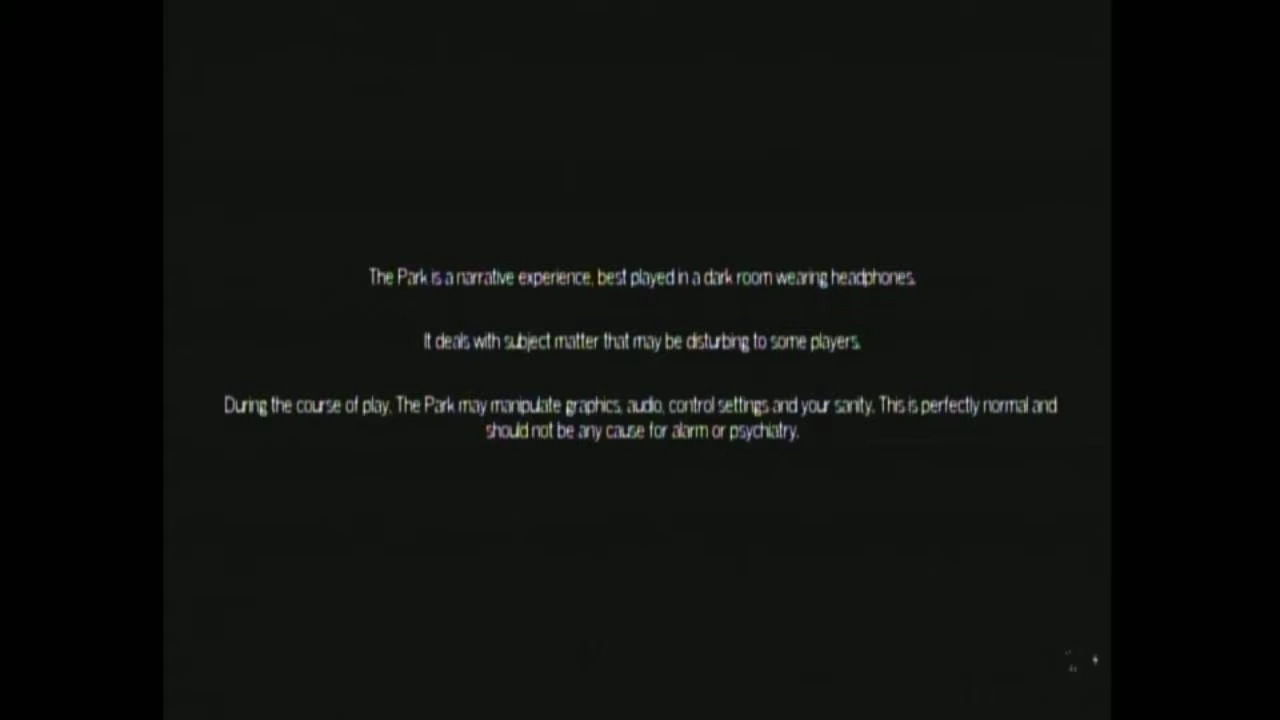 The Park is a narrative experience, best played in a dark room wearing headphones.
It deals with subject matter that may be disturbing to some players.
During the course of play, The Park may manipulate graphics, audio, control settings and your sanity. This is perfectly normal and
should not be any cause for alarm or psychiatry.